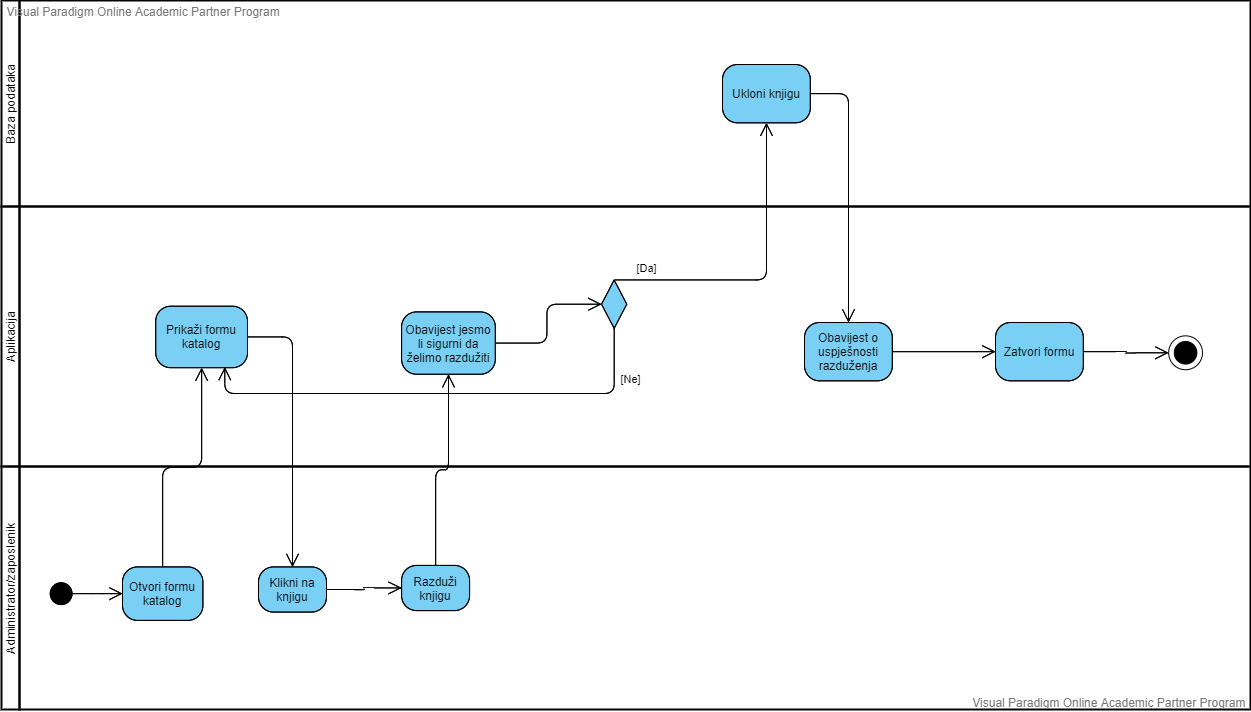 Visual Paradigm Online Academic Partner Program
Baza podataka
Ukloni knjigu
Aplikacija
Prikaži formu
katalog
Obavijest jesmo
li sigurni da
želimo razdužiti
[Da]
[Ne]
Obavijest o
uspješnosti
razduženja
Zatvori formu
Administrator/zaposlenik
Otvori formu
katalog
Klikni na
knjigu
Razduži
knjigu
Visual Paradigm Online Academic Partner Program